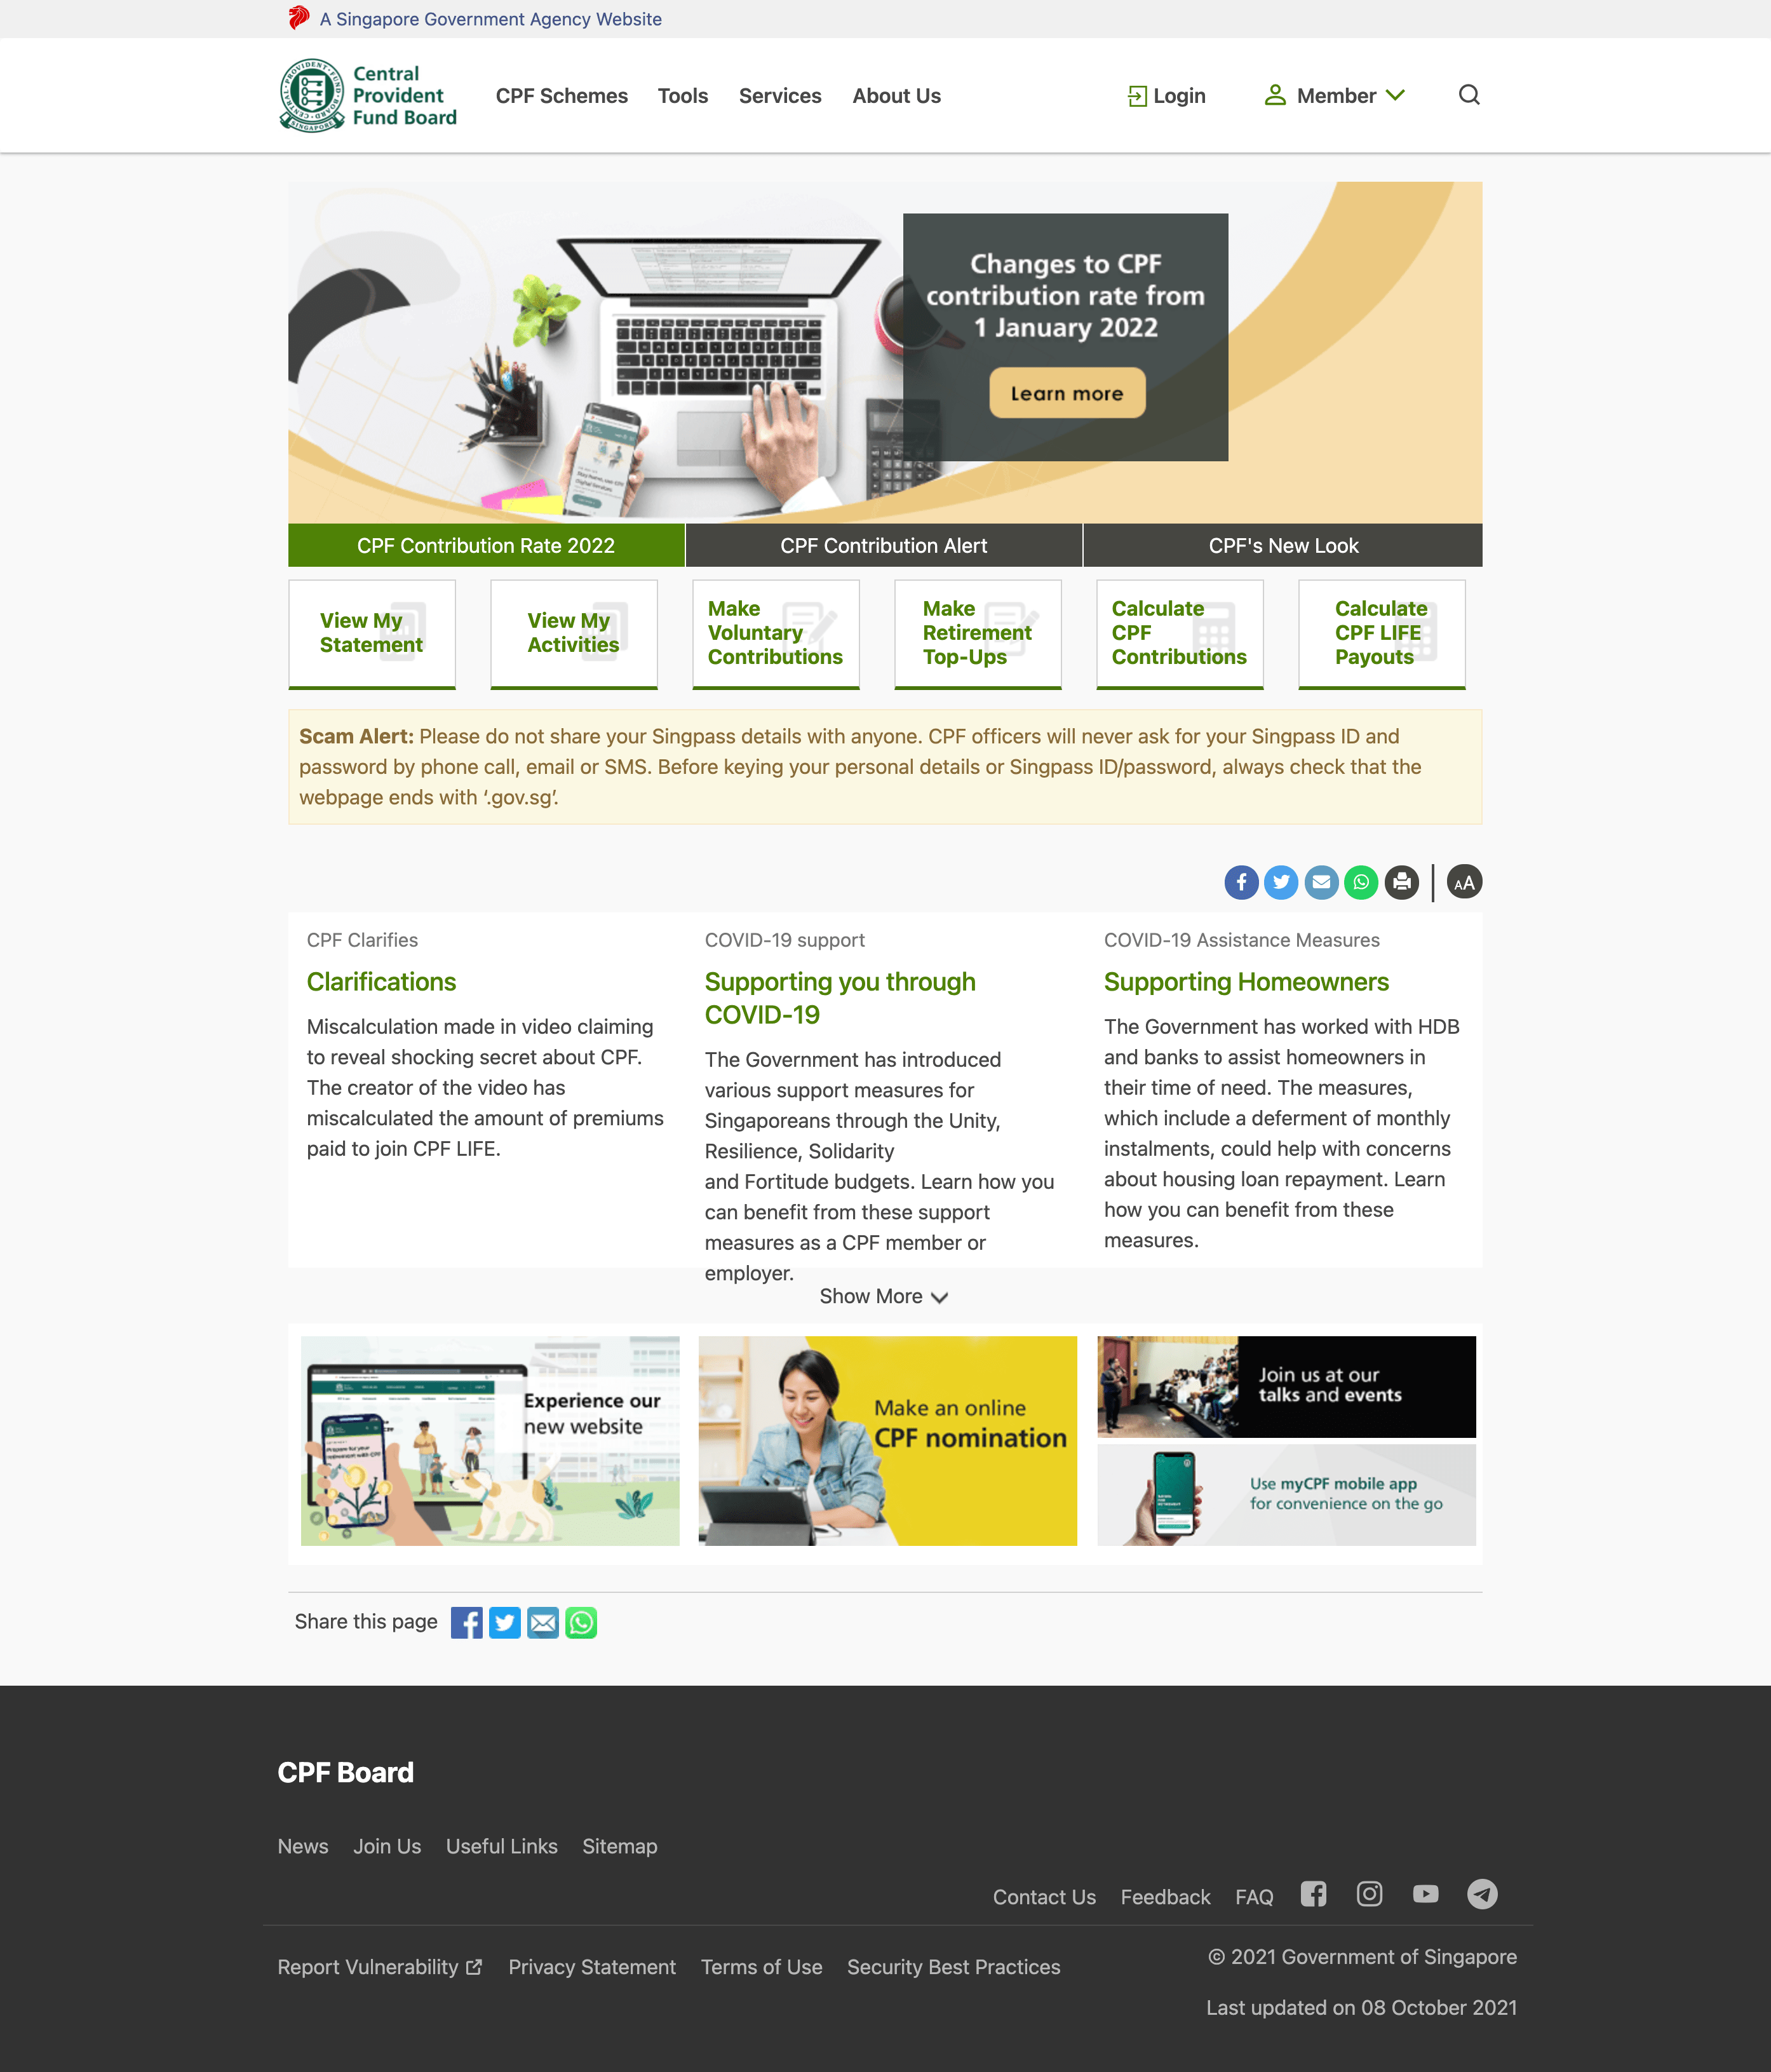 A Singapore Government Agency Website
Central
Provident
Fund Board
CPF Schemes
Tools
Services
About Us
Login
Member
Changes to CPF
contribution rate from
1 January 2022
Learn more
CPF Contribution Rate 2022
CPF Contribution Alert
CPF's New Look
View My
Statement
View My
Activities
Make
Voluntary
Contributions
Make
Retirement
Top-Ups
Calculate
CPF
Contributions
Calculate
CPF LIFE
Payouts
Scam Alert: Please do not share your Singpass details with anyone. CPF officers will never ask for your Singpass ID and
password by phone call, email or SMS. Before keying your personal details or Singpass ID/password, always check that the
webpage ends with ‘.gov.sg’.
AA
CPF Clarifies
Clarifications
Miscalculation made in video claiming
to reveal shocking secret about CPF.
The creator of the video has
miscalculated the amount of premiums
paid to join CPF LIFE.
COVID-19 support
Supporting you through
COVID-19
The Government has introduced
various support measures for
Singaporeans through the Unity,
Resilience, Solidarity
and Fortitude budgets. Learn how you
can benefit from these support
measures as a CPF member or
employer.
COVID-19 Assistance Measures
Supporting Homeowners
The Government has worked with HDB
and banks to assist homeowners in
their time of need. The measures,
which include a deferment of monthly
instalments, could help with concerns
about housing loan repayment. Learn
how you can benefit from these
measures.
Show More
Experience our
new website
Make an online
CPF nomination
Join us at our
talks and events
Use myCPF mobile app
for convenience on the go
Share this page
CPF Board
News
Join Us
Useful Links
Sitemap
Contact Us
Feedback
FAQ
Report Vulnerability
Privacy Statement
Terms of Use
Security Best Practices
© 2021 Government of Singapore
Last updated on 08 October 2021